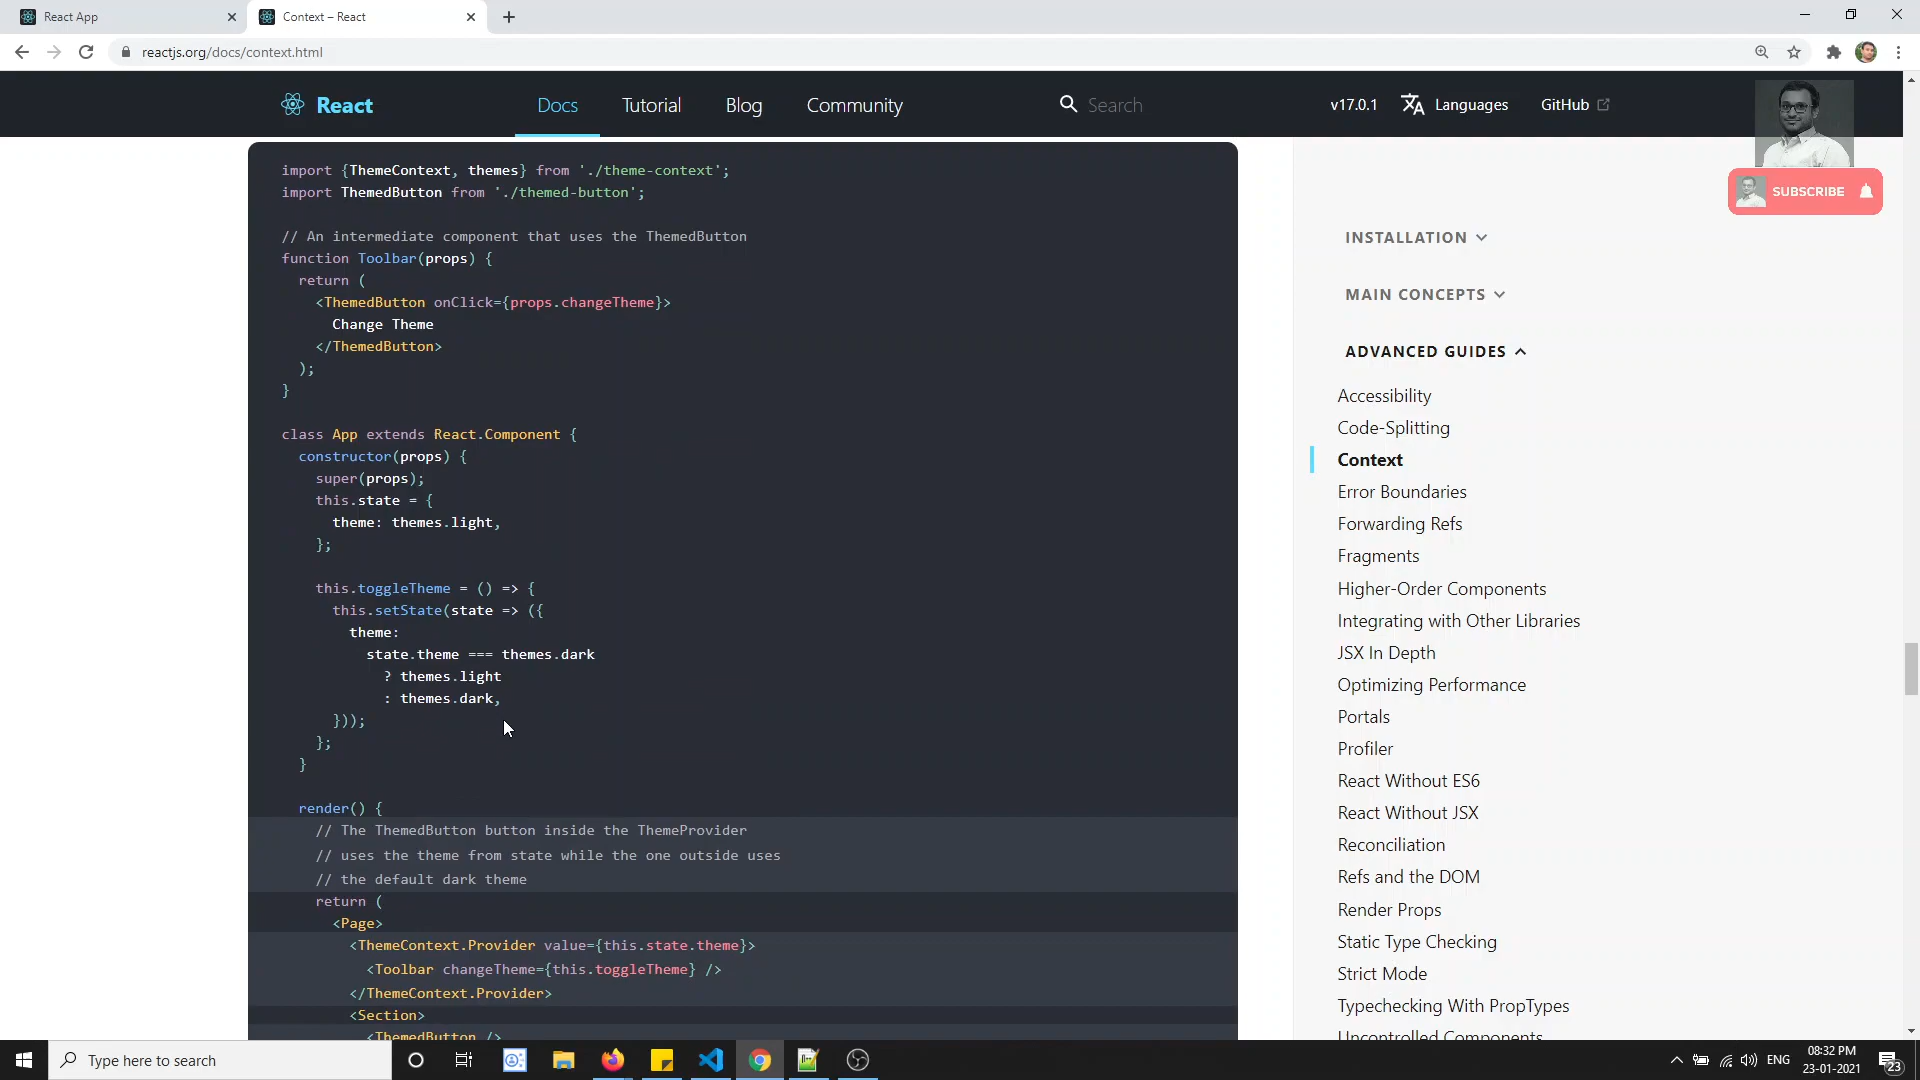 React App
Context – React
reactjs.org/docs/context.html
React
Docs
Tutorial
Blog
Community
Search
v17.0.1
Languages
GitHub
SUBSCRIBE
import {ThemeContext, themes} from './theme-context';
import ThemedButton from './themed-button';
// An intermediate component that uses the ThemedButton
function Toolbar(props) {
return (
<ThemedButton onClick={props.changeTheme}>
Change Theme
</ThemedButton>
);
}
class App extends React.Component {
constructor(props) {
super(props);
this.state = {
theme: themes.light,
};
this.toggleTheme = () => {
this.setState(state => ({
theme:
state.theme === themes.dark
? themes.light
: themes.dark,
}));
};
}
render() {
// The ThemedButton button inside the ThemeProvider
// uses the theme from state while the one outside uses
// the default dark theme
return (
<Page>
<ThemeContext.Provider value={this.state.theme}>
<Toolbar changeTheme={this.toggleTheme} />
</ThemeContext.Provider>
<Section>
<ThemedButton />
INSTALLATION
MAIN CONCEPTS
ADVANCED GUIDES
Accessibility
Code-Splitting
Context
Error Boundaries
Forwarding Refs
Fragments
Higher-Order Components
Integrating with Other Libraries
JSX In Depth
Optimizing Performance
Portals
Profiler
React Without ES6
React Without JSX
Reconciliation
Refs and the DOM
Render Props
Static Type Checking
Strict Mode
Typechecking With PropTypes
Uncontrolled Components
Type here to search
ENG
08:32 PM
23-01-2021
23